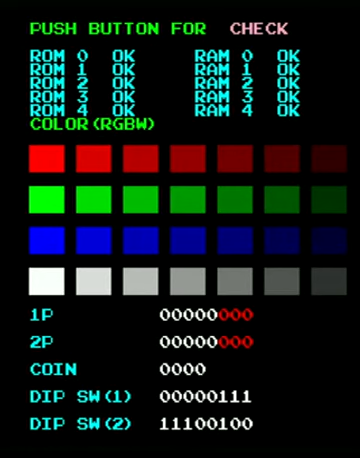 PUSH BUTTON FOR CHECK
ROM 0 OK RAM 0 OK
ROM 1 OK RAM 1 OK
ROM 2 OK RAM 2 OK
ROM 3 OK RAM 3 OK
ROM 4 OK RAM 4 OK
COLOR(RGBW)
1P 00000000
2P 00000000
COIN 0000
DIP SW(1) 00000111
DIP SW(2) 11100100